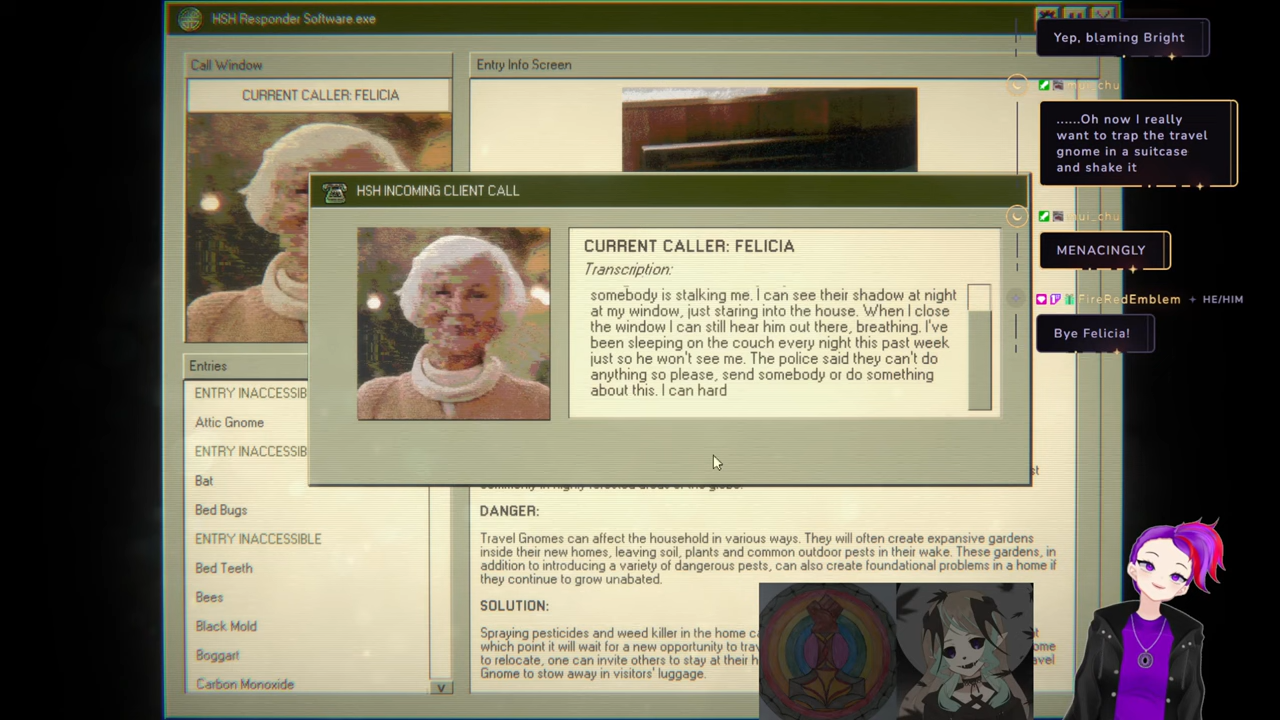 HSH Responder Software.exe
Call Window
CURRENT CALLER: FELICIA
Entries
ENTRY INACCESSIB
Attic Gnome
ENTRY INACCESSIB
Bat
Bed Bugs
ENTRY INACCESSIBLE
Bed Teeth
Bees
Black Mold
Boggart
Carbon Monoxide
V
Entry Info Screen
HSH INCOMING CLIENT CALL
CURRENT CALLER: FELICIA
Transcription:
somebody is stalking me. I can see their shadow at night
at my window, just staring into the house. When I close
the window I can still hear him out there, breathing. I've
been sleeping on the couch every night this past week
just so he won't see me. The police said they can't do
anything so please, send somebody or do something
about this. I can hard
DANGER:
Travel Gnomes can affect the household in various ways. They will often create expansive gardens
inside their new homes, leaving soil, plants and common outdoor pests in their wake. These gardens, in
addition to introducing a variety of dangerous pests, can also create foundational problems in a home if
they continue to grow unabated.
SOLUTION:
Spraying pesticides and weed killer in the home ca
which point it will wait for a new opportunity to trav
to relocate, one can invite others to stay at their h
Gnome to stow away in visitors' luggage.
Yep, blaming Bright
mui_chu
......Oh now I really
want to trap the travel
gnome in a suitcase
and shake it
mui_chu
MENACINGLY
FireRedEmblem + HE/HIM
Bye Felicia!